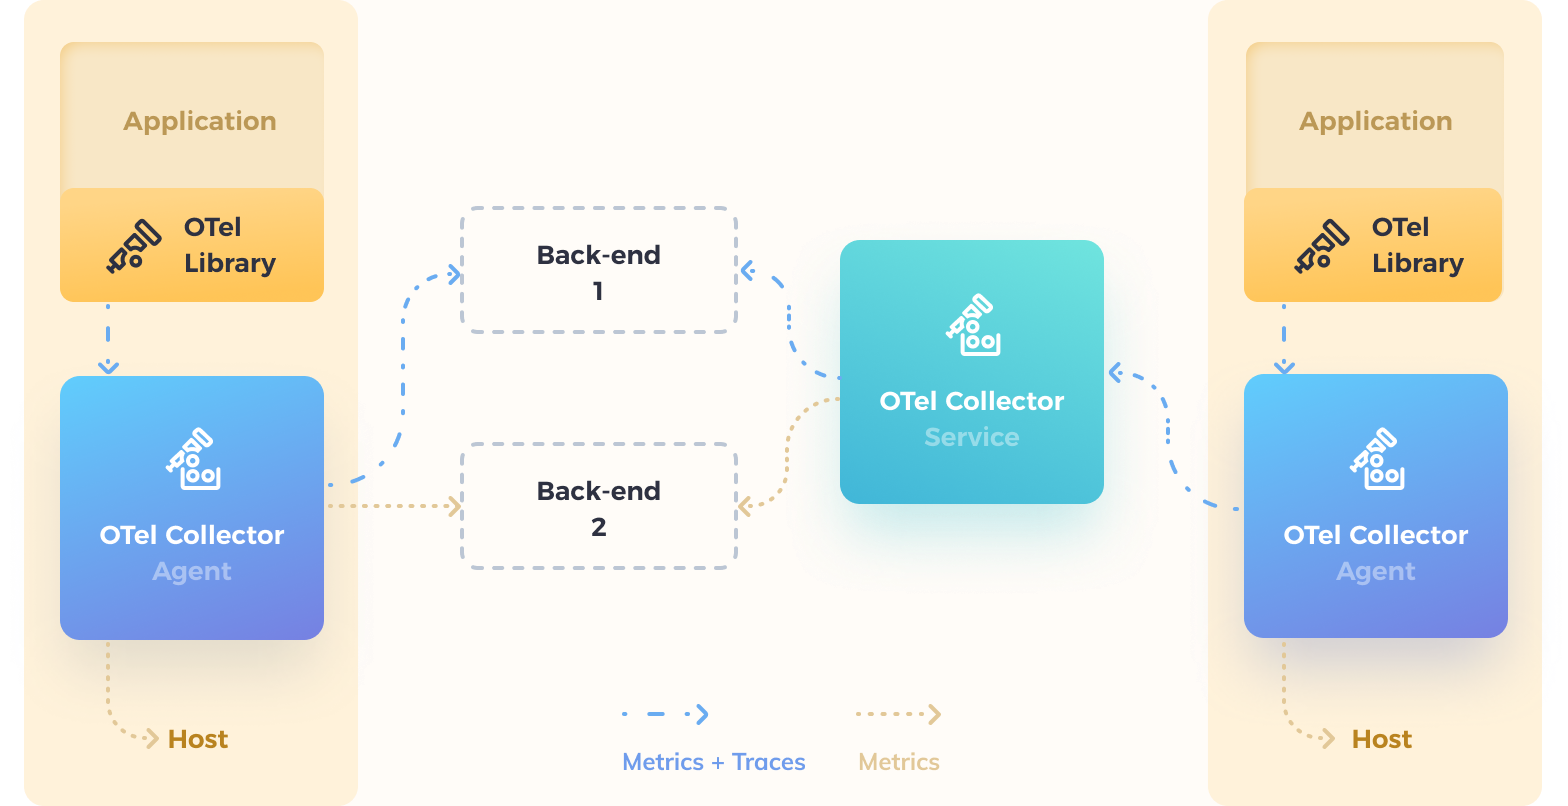 Application
OTel
Library
OTel Collector
Agent
Host
Back-end
1
Back-end
2
OTel Collector
Service
Application
OTel
Library
OTel Collector
Agent
Host
Metrics + Traces
Metrics